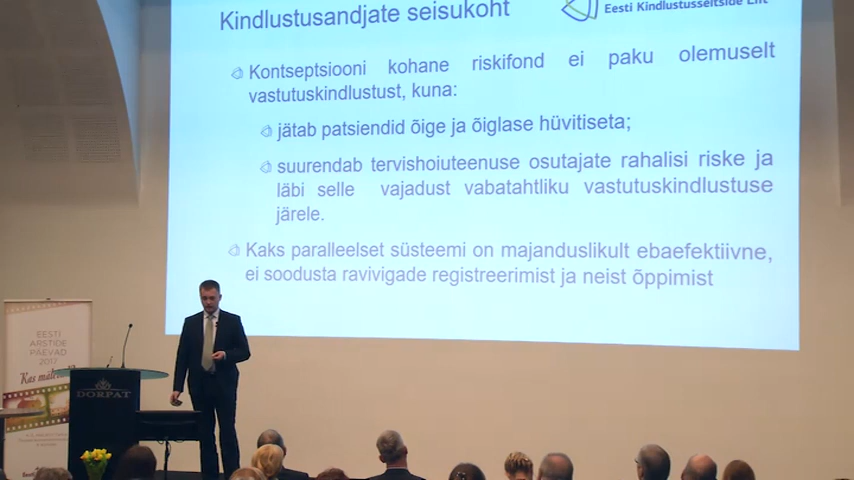 Kindlustusandjate seisukoht
Eesti Kindlustusseltside Liit
Kontseptsiooni kohane riskifond ei paku olemuselt
vastutuskindlustust, kuna:
jätab patsiendid õige ja õiglase hüvitiseta;
suurendab tervishoiuteenuse osutajate rahalisi riske ja
läbi selle vajadust vabatahtliku vastutuskindlustuse
järele.
Kaks paralleelset süsteemi on majanduslikult ebaefektiivne,
ei soodusta ravivigade registreerimist ja neist õppimist
EESTI
ARSTIDE
PÄEVAD
2017
"Kas
DORPAT